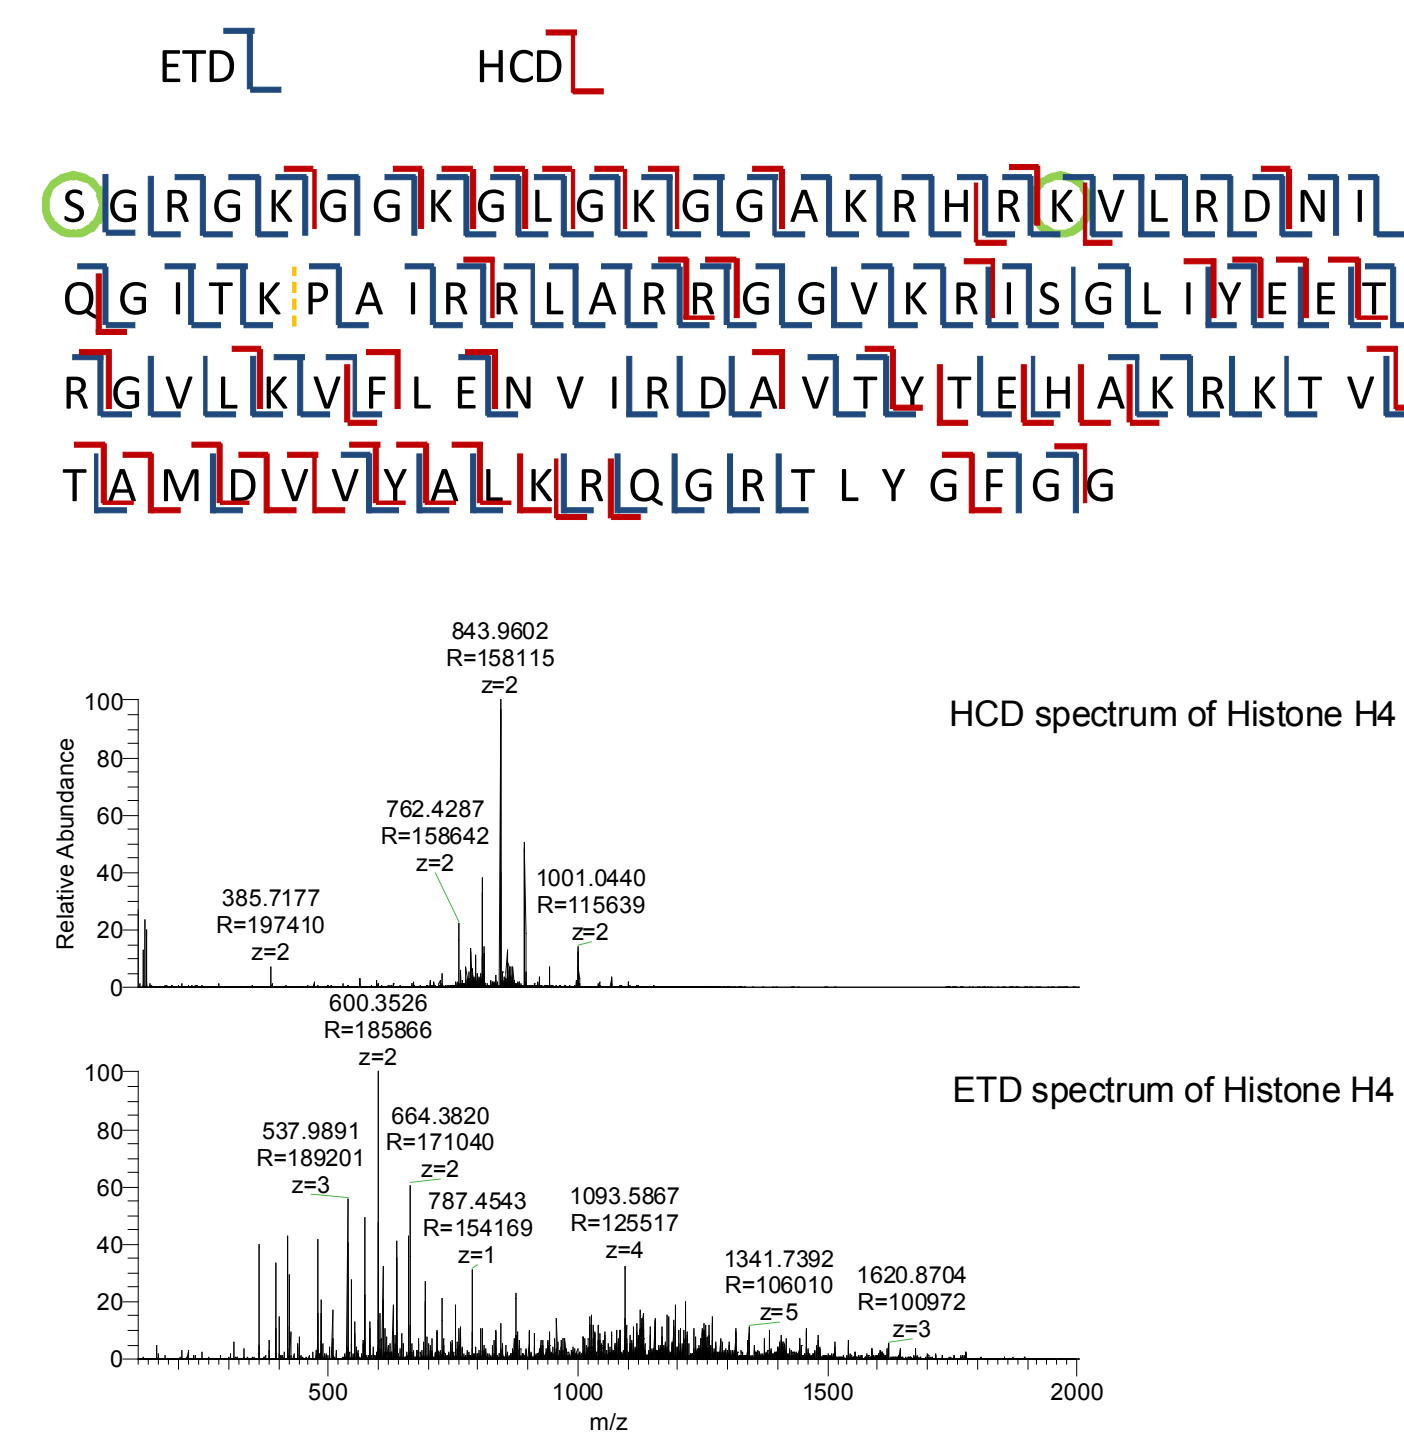 ETD HCD
S G R G K G G K G L G K G G A K R H R K V L R D N I
Q G I T K P A I R R L A R R G G V K R I S G L I Y E E T
R G V L K V F L E N V I R D A V T Y T E H A K R K T V
T A M D V V Y A L K R Q G R T L Y G F G G
843.9602
R=158115
z=2
HCD spectrum of Histone H4
100
80
60
40
20
0
Relative Abundance
762.4287
R=158642
z=2
385.7177
R=197410
z=2
1001.0440
R=115639
z=2
600.3526
R=185866
z=2
ETD spectrum of Histone H4
100
80
60
40
20
0
537.9891
R=189201
z=3
664.3820
R=171040
z=2
787.4543
R=154169
z=1
1093.5867
R=125517
z=4
1341.7392
R=106010
z=5
1620.8704
R=100972
z=3
500 1000 1500 2000
m/z